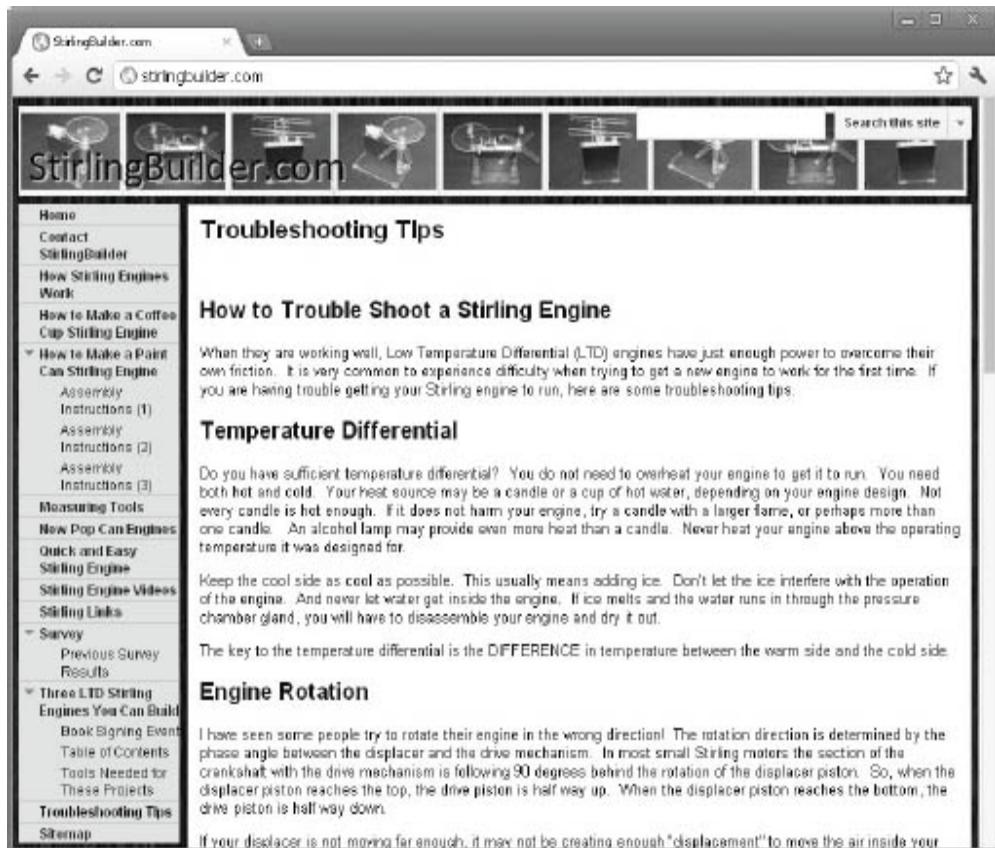 StirlingBuilder.com
stirlingbuilder.com
Search this site
StirlingBuilder.com
Home
Contact
StirlingBuilder
How Stirling Engines
Work
How to Make a Coffee
Cup Stirling Engine
How to Make a Paint
Can Stirling Engine
Assembly
Instructions (1)
Assembly
Instructions (2)
Assembly
Instructions (3)
Measuring Tools
New Pop Can Engines
Quick and Easy
Stirling Engine
Stirling Engine Videos
Stirling Links
Survey
Previous Survey
Results
Three LTD Stirling
Engines You Can Build
Book Signing Event
Table of Contents
Tools Needed for
These Projects
Troubleshooting Tips
Sitemap
Troubleshooting TIps
How to Trouble Shoot a Stirling Engine
When they are working well, Low Temperature Differential (LTD) engines have just enough power to overcome their
own friction. It is very common to experience difficulty when trying to get a new engine to work for the first time. If
you are having trouble getting your Stirling engine to run, here are some troubleshooting tips.
Temperature Differential
Do you have sufficient temperature differential? You do not need to overheat your engine to get it to run. You need
both hot and cold. Your heat source may be a candle or a cup of hot water, depending on your engine design. Not
every candle is hot enough. If it does not harm your engine, try a candle with a larger flame, or perhaps more than
one candle. An alcohol lamp may provide even more heat than a candle. Never heat your engine above the operating
temperature it was designed for.
Keep the cool side as cool as possible. This usually means adding ice. Don't let the ice interfere with the operation
of the engine. And never let water get inside the engine. If ice melts and the water runs in through the pressure
chamber gland, you will have to disassemble your engine and dry it out.
The key to the temperature differential is the DIFFERENCE in temperature between the warm side and the cold side.
Engine Rotation
I have seen some people try to rotate their engine in the wrong direction! The rotation direction is determined by the
phase angle between the displacer and the drive mechanism. In most small Stirling motors the section of the
crankshaft with the drive mechanism is following 90 degrees behind the rotation of the displacer piston. So, when the
displacer piston reaches the top, the drive piston is half way up. When the displacer piston reaches the bottom, the
drive piston is half way down.
If your displacer is not moving far enough, it may not be creating enough "displacement" to move the air inside your